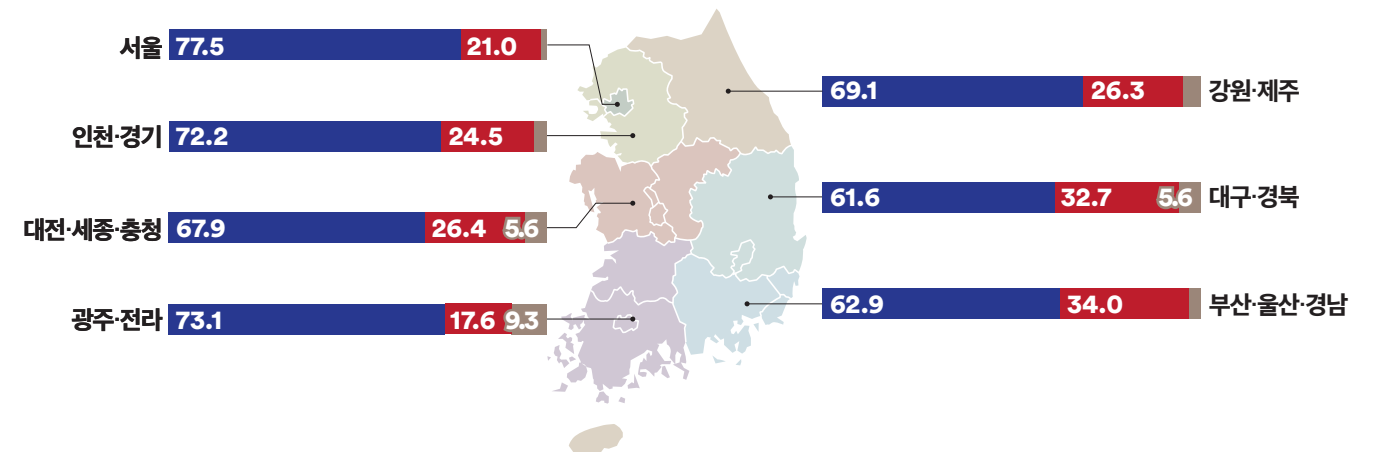 서울 77.5 21.0
인천·경기 72.2 24.5
대전·세종·충청 67.9 26.4 5.6
광주·전라 73.1 17.6 9.3
69.1 26.3 강원·제주
61.6 32.7 5.6 대구·경북
62.9 34.0 부산·울산·경남